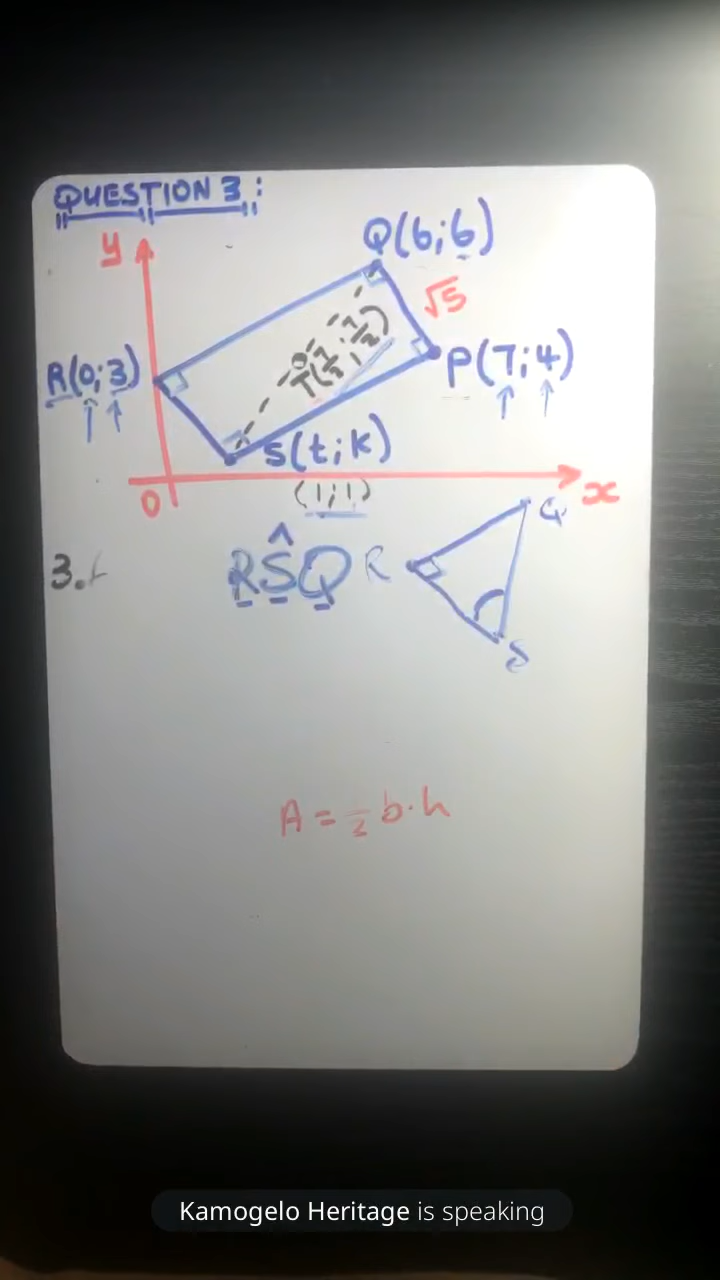 QUESTION 3:
y
Q(6;6)
√5
R(0;3)
T(7/2;7/2)
P(7;4)
S(t;k)
0
(1;1)
x
Q
3.
RŜQ
R
S
A = 1/2 b·h
Kamogelo Heritage is speaking